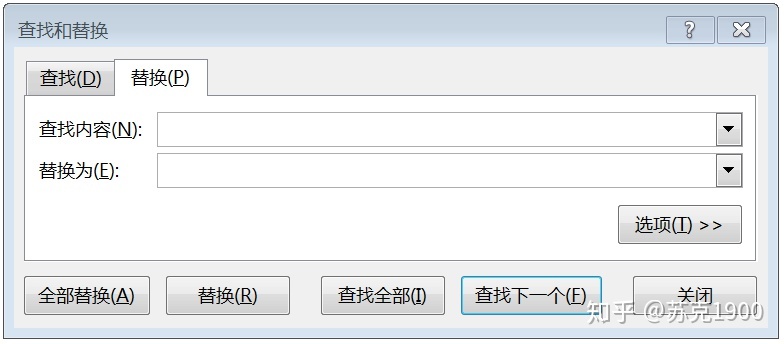 查找和替换
查找(D) 替换(P)
查找内容(N):
替换为(E):
选项(T) >>
全部替换(A) 替换(R) 查找全部(I) 查找下一个(F) 关闭
知乎 @苏克1900